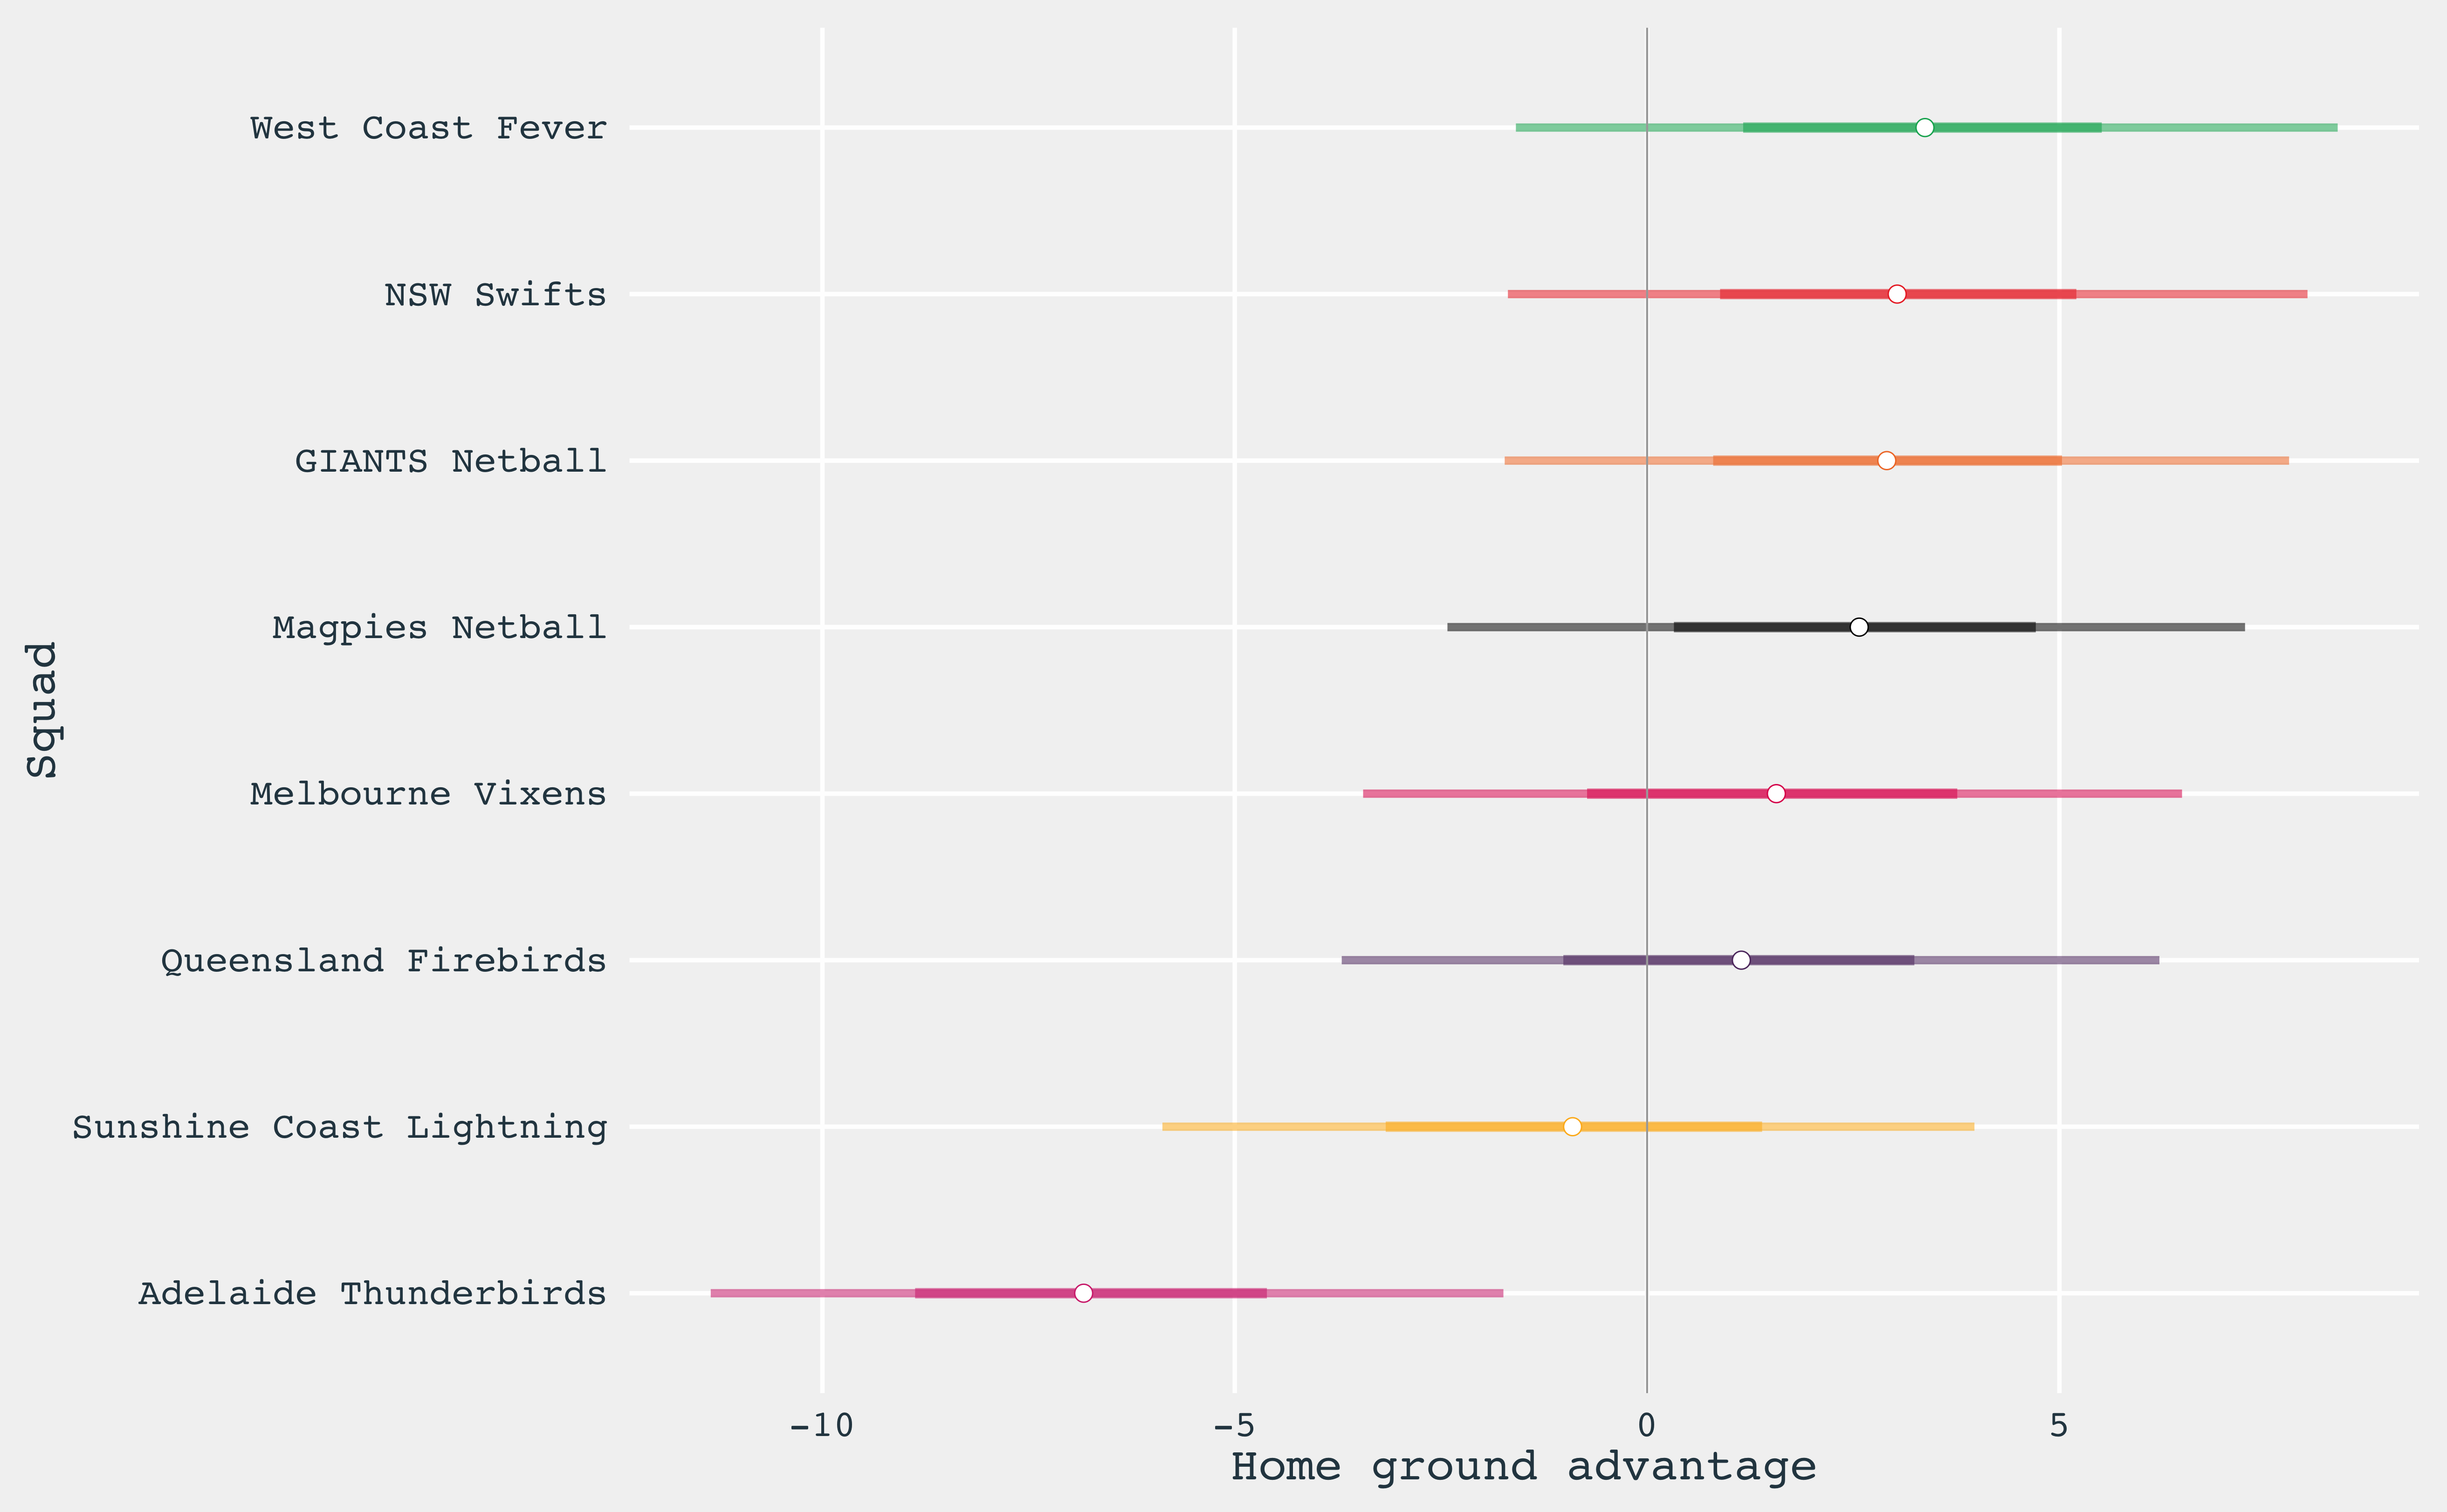 West Coast Fever
NSW Swifts
GIANTS Netball
Magpies Netball
Melbourne Vixens
Queensland Firebirds
Sunshine Coast Lightning
Adelaide Thunderbirds
Squad
-10 -5 0 5
Home ground advantage